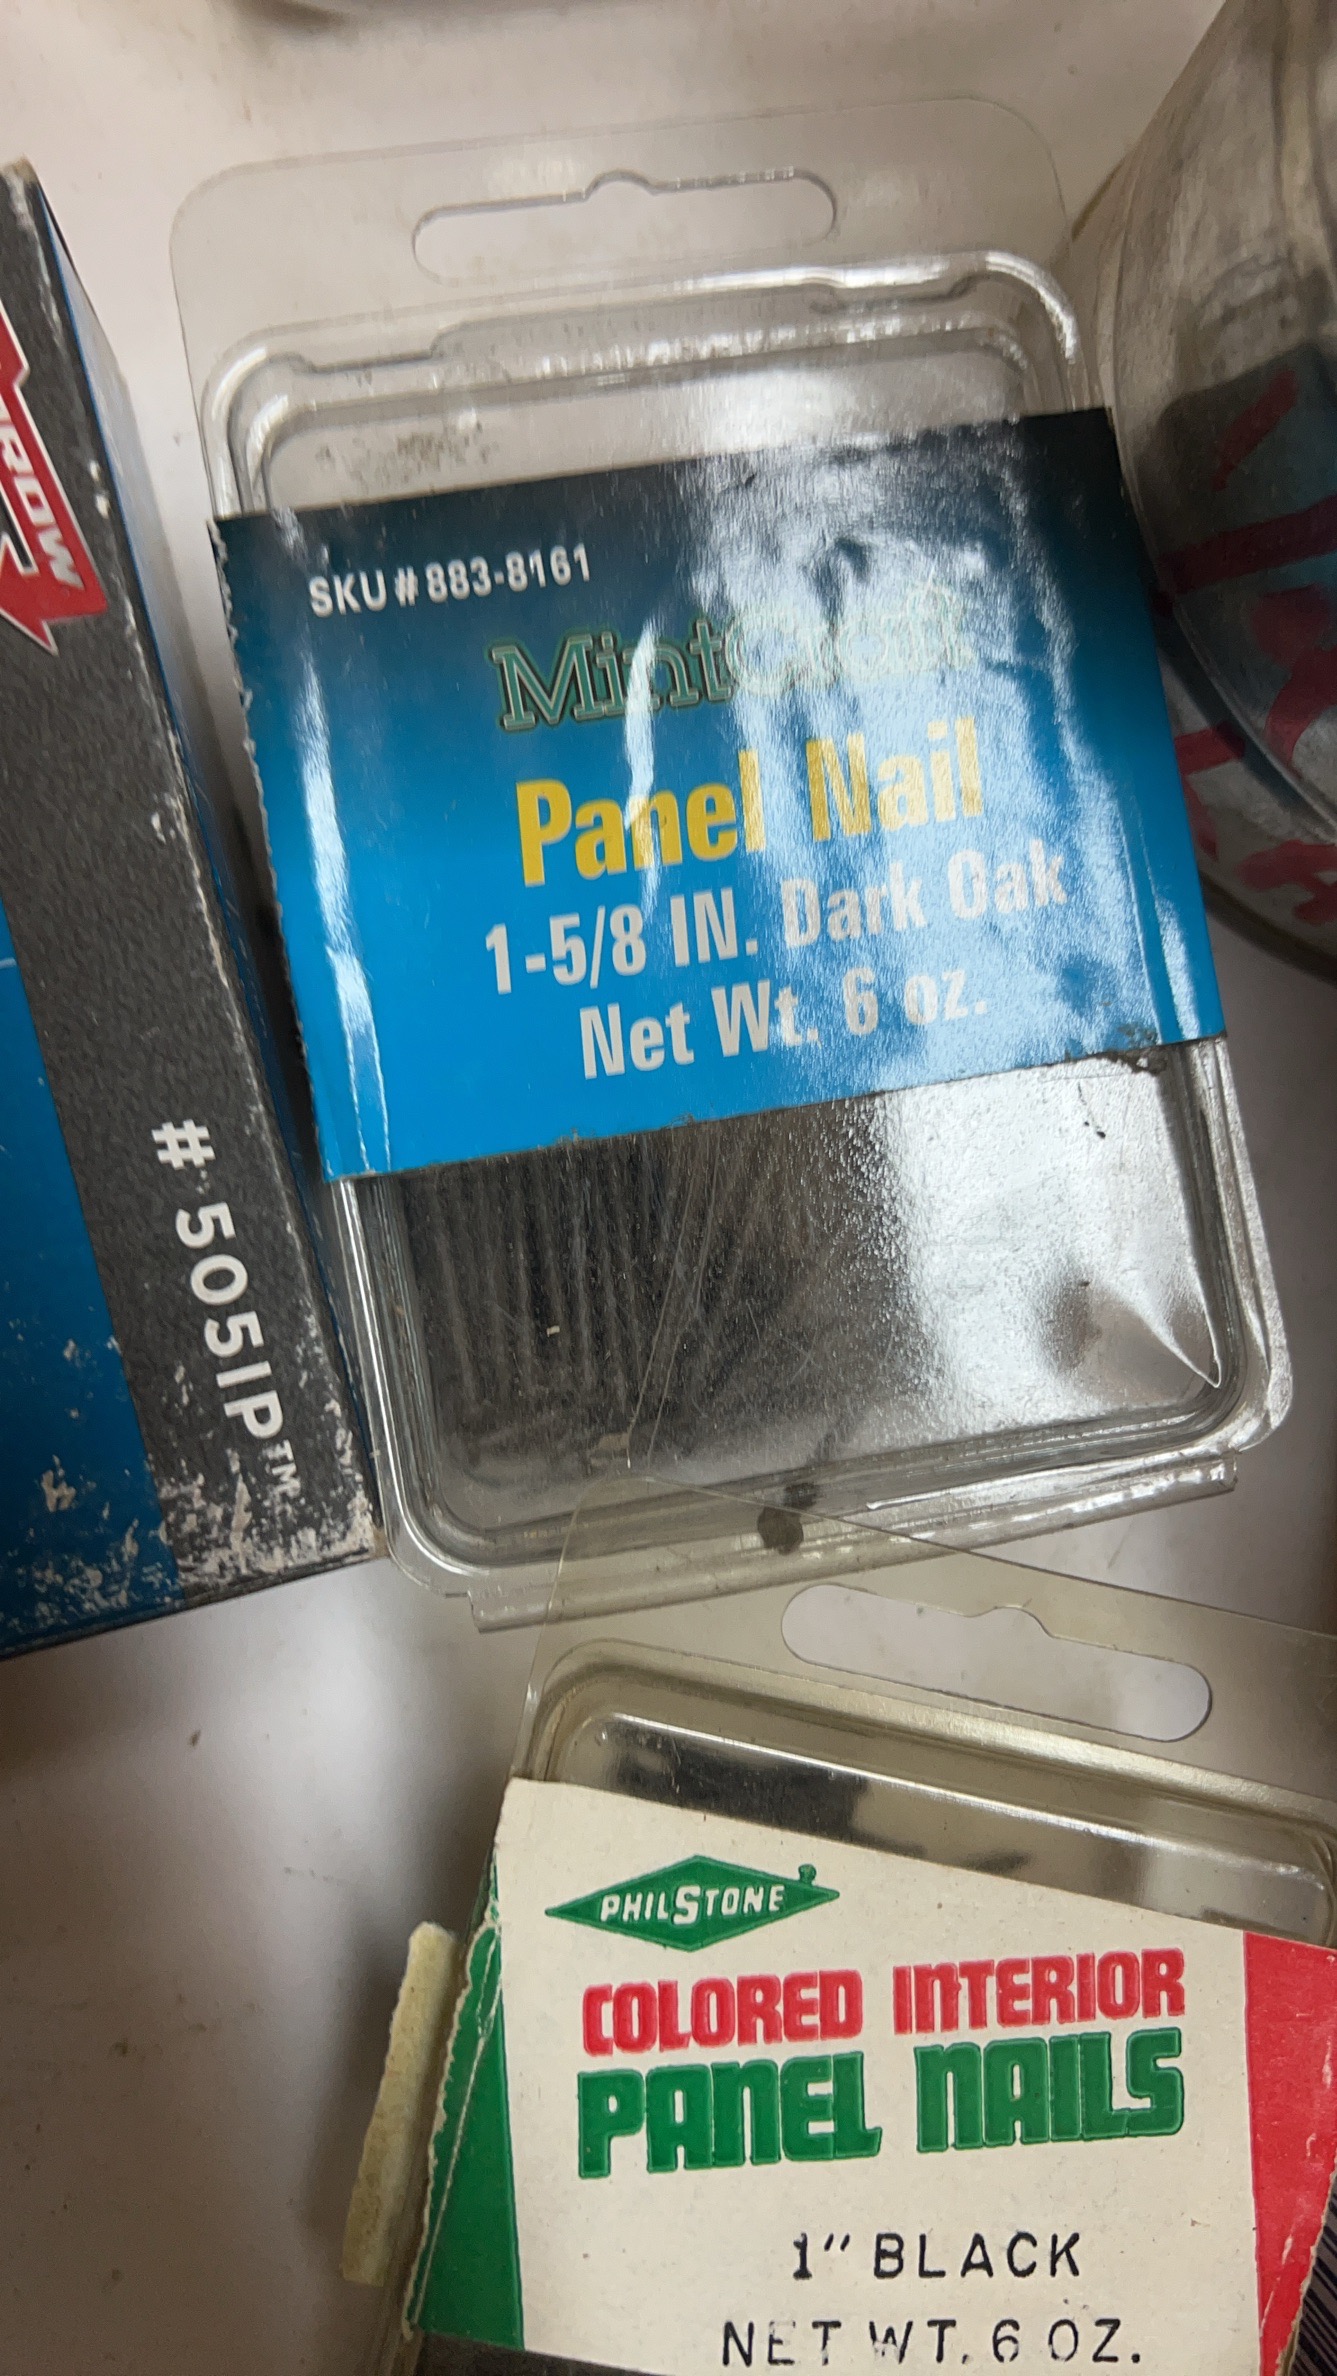 ARROW
# 505IP™
SKU # 883-8161
MintCraft
Panel Nail
1-5/8 IN. Dark Oak
Net Wt. 6 oz.
PHILSTONE
COLORED INTERIOR
PANEL NAILS
1" BLACK
NET WT. 6 OZ.